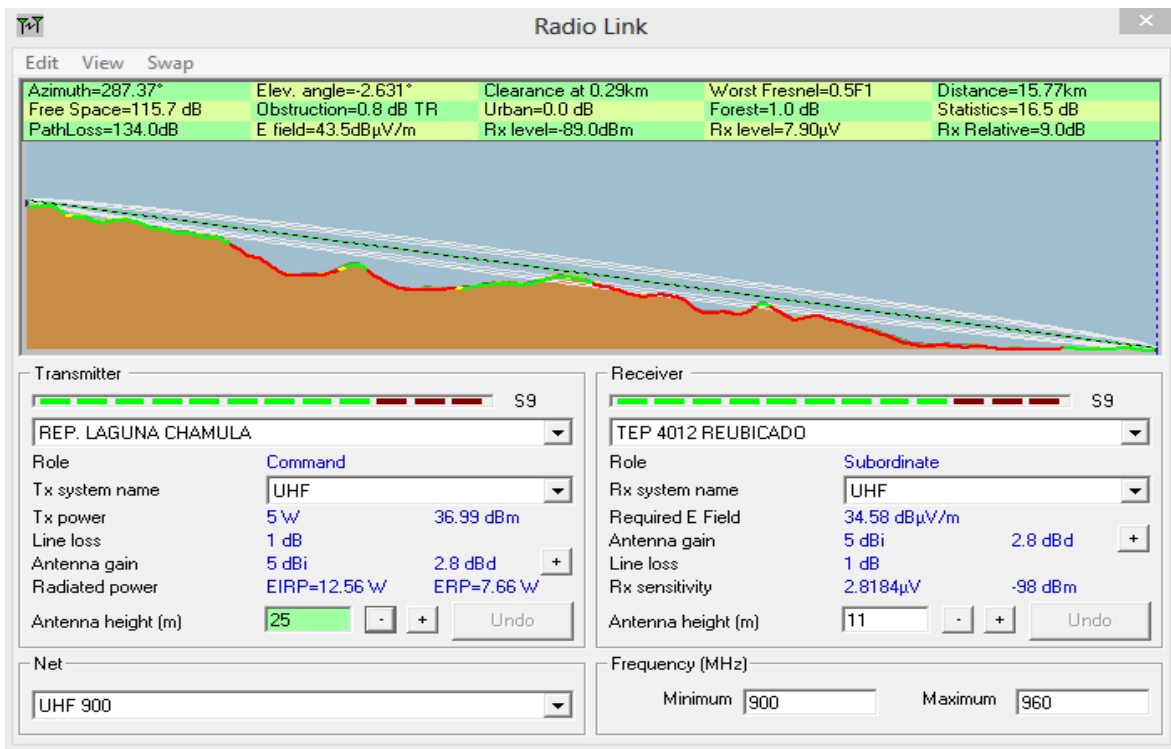 Radio Link
Edit View Swap
Azimuth=287.37° Elev. angle=-2.631° Clearance at 0.29km Worst Fresnel=0.5F1 Distance=15.77km
Free Space=115.7 dB Obstruction=0.8 dB TR Urban=0.0 dB Forest=1.0 dB Statistics=16.5 dB
PathLoss=134.0dB E field=43.5dBµV/m Rx level=-89.0dBm Rx level=7.90µV Rx Relative=9.0dB
Transmitter
S9
REP. LAGUNA CHAMULA
Role Command
Tx system name UHF
Tx power 5 W 36.99 dBm
Line loss 1 dB
Antenna gain 5 dBi 2.8 dBd +
Radiated power EIRP=12.56 W ERP=7.66 W
Antenna height (m) 25 - + Undo
Net
UHF 900
Receiver
S9
TEP 4012 REUBICADO
Role Subordinate
Rx system name UHF
Required E Field 34.58 dBµV/m
Antenna gain 5 dBi 2.8 dBd +
Line loss 1 dB
Rx sensitivity 2.8184µV -98 dBm
Antenna height (m) 11 - + Undo
Frequency (MHz)
Minimum 900 Maximum 960